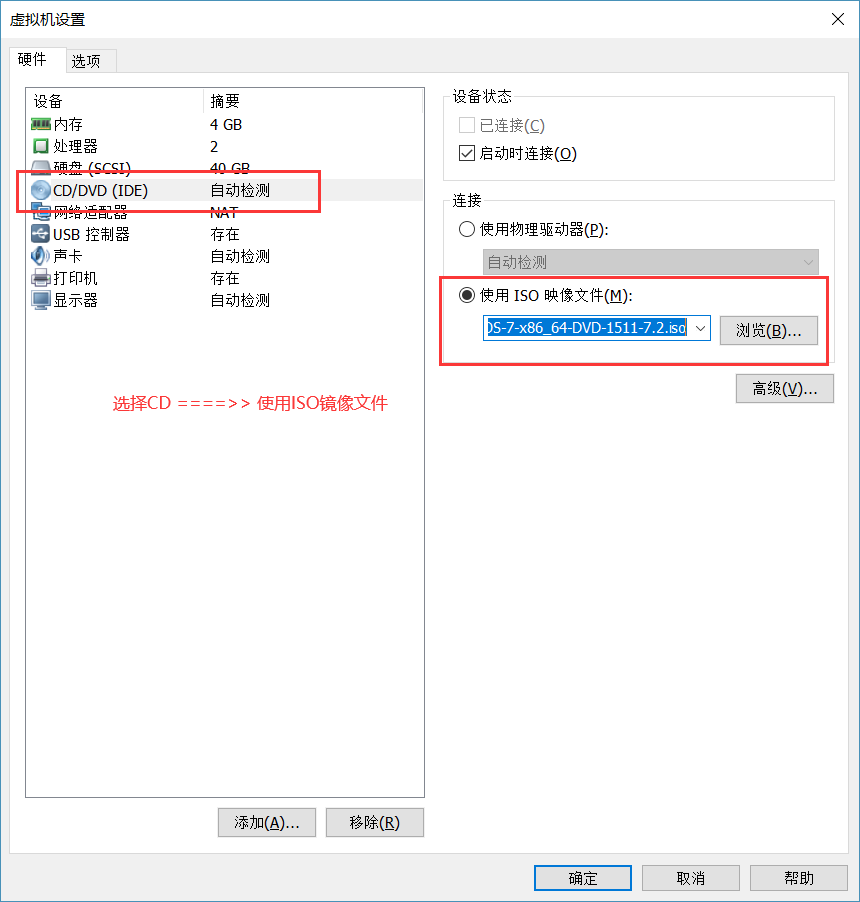 虚拟机设置
硬件 选项
设备 摘要
内存 4 GB
处理器 2
硬盘 (SCSI) 40 GB
CD/DVD (IDE) 自动检测
网络适配器 NAT
USB 控制器 存在
声卡 自动检测
打印机 存在
显示器 自动检测
选择CD ====>> 使用ISO镜像文件
添加(A)... 移除(R)
设备状态
已连接(C)
启动时连接(O)
连接
使用物理驱动器(P):
自动检测
使用 ISO 映像文件(M):
OS-7-x86_64-DVD-1511-7.2.iso 浏览(B)...
高级(V)...
确定 取消 帮助